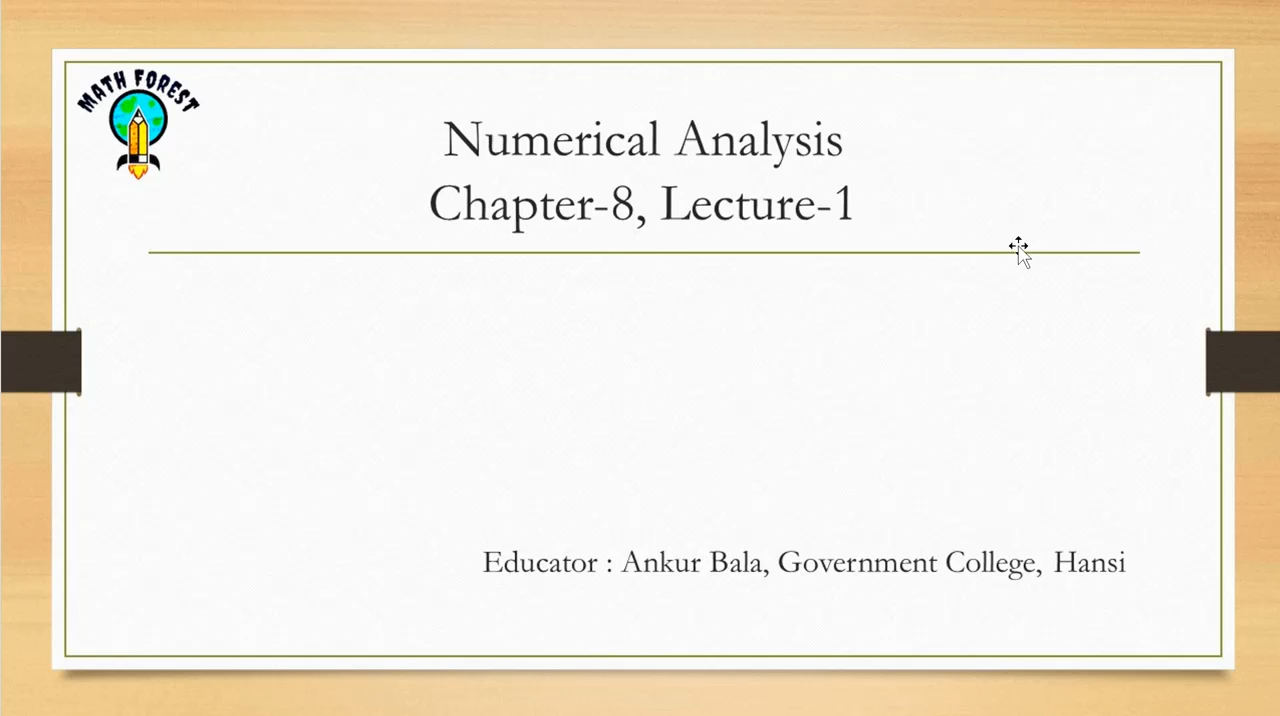 MATH FOREST
Numerical Analysis
Chapter-8, Lecture-1
Educator : Ankur Bala, Government College, Hansi